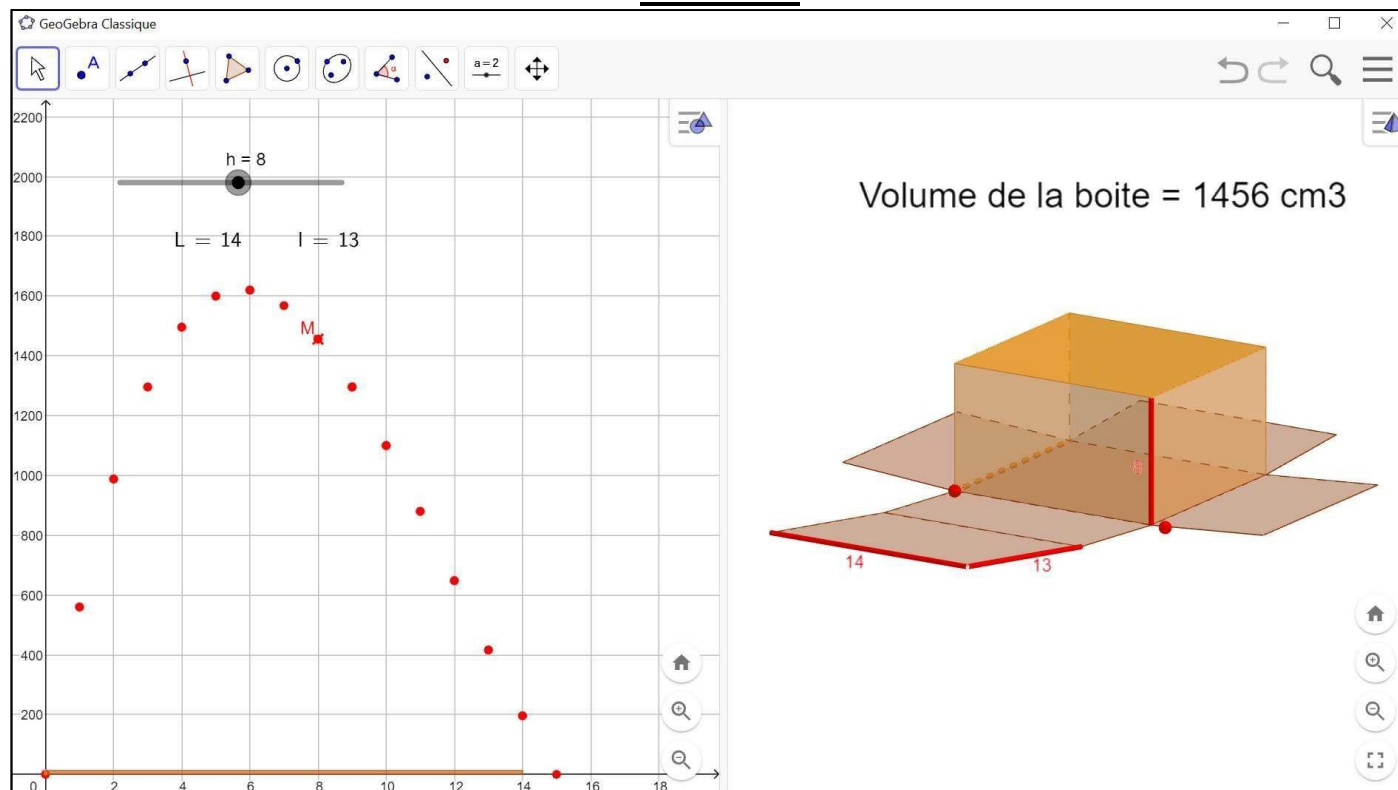 GeoGebra Classique
A
α
a=2
2200
h = 8
2000
L = 14 l = 13
1800
1600
M
1400
1200
1000
800
600
400
200
0 2 4 6 8 10 12 14 16 18
Volume de la boite = 1456 cm3
8
14
13